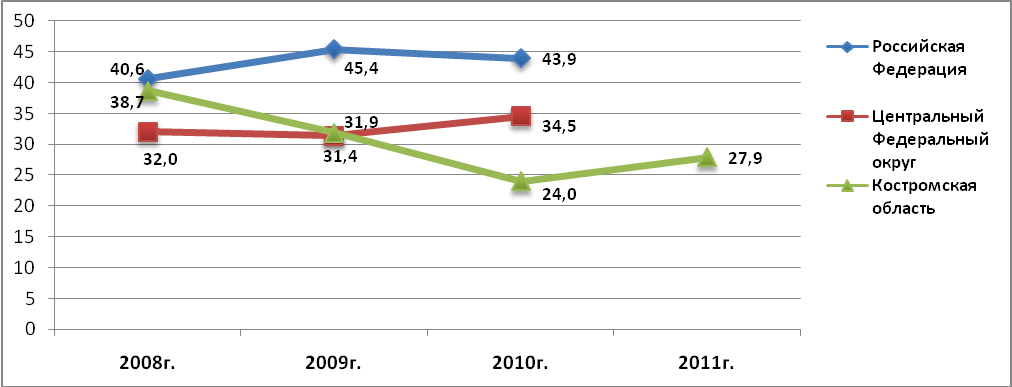 50
45
40
35
30
25
20
15
10
5
0
40,6
45,4
43,9
38,7
31,9
32,0
31,4
34,5
24,0
27,9
2008г.
2009г.
2010г.
2011г.
Российская
Федерация
Центральный
Федеральный
округ
Костромская
область